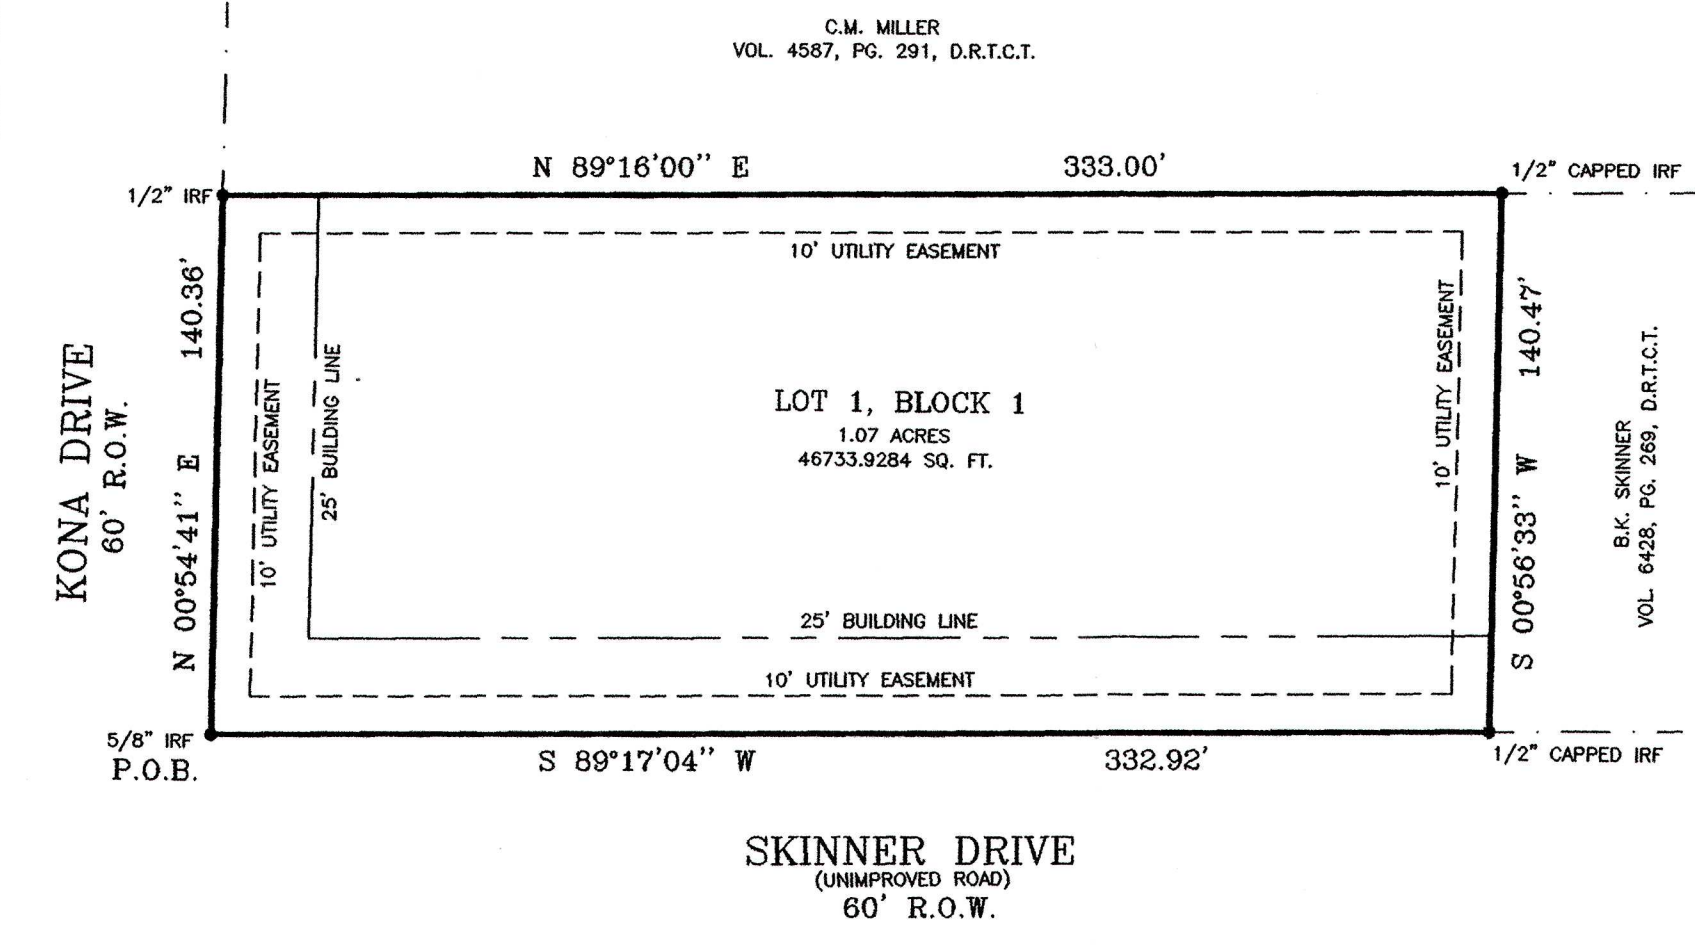 C.M. MILLER
VOL. 4587, PG. 291, D.R.T.C.T.
N 89°16'00" E
333.00'
1/2" IRF
1/2" CAPPED IRF
10' UTILITY EASEMENT
140.36'
N 00°54'41" E
KONA DRIVE
60' R.O.W.
10' UTILITY EASEMENT
25' BUILDING LINE
LOT 1, BLOCK 1
1.07 ACRES
46733.9284 SQ. FT.
10' UTILITY EASEMENT
140.47'
S 00°56'33" W
B.K. SKINNER
VOL. 6428, PG. 269, D.R.T.C.T.
25' BUILDING LINE
10' UTILITY EASEMENT
5/8" IRF
P.O.B.
S 89°17'04" W
332.92'
1/2" CAPPED IRF
SKINNER DRIVE
(UNIMPROVED ROAD)
60' R.O.W.